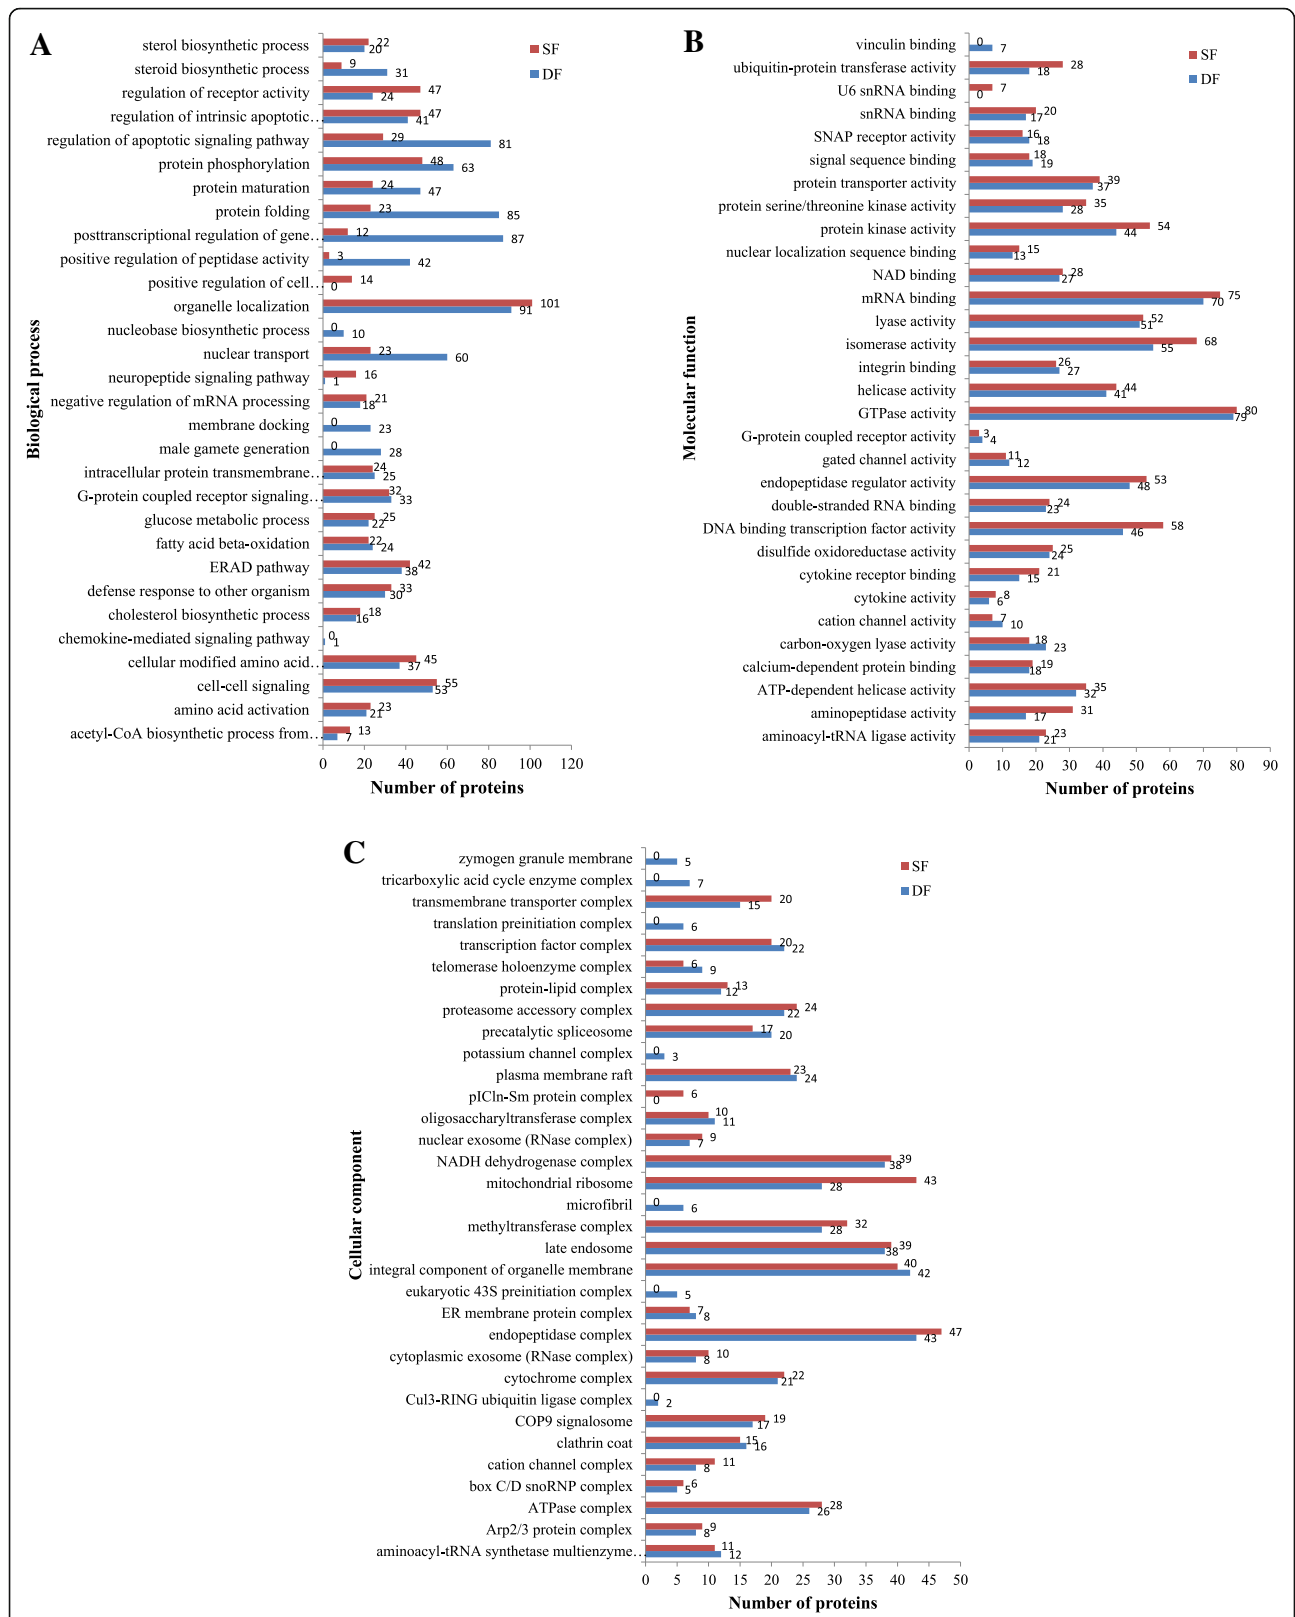 A
SF
DF
Biological process
sterol biosynthetic process 22 20
steroid biosynthetic process 9 31
regulation of receptor activity 47 24
regulation of intrinsic apoptotic… 47 41
regulation of apoptotic signaling pathway 29 81
protein phosphorylation 48 63
protein maturation 24 47
protein folding 23 85
posttranscriptional regulation of gene… 12 87
positive regulation of peptidase activity 3 42
positive regulation of cell… 14 0
organelle localization 101 91
nucleobase biosynthetic process 0 10
nuclear transport 23 60
neuropeptide signaling pathway 16 1
negative regulation of mRNA processing 21 18
membrane docking 0 23
male gamete generation 0 28
intracellular protein transmembrane… 24 25
G-protein coupled receptor signaling… 32 33
glucose metabolic process 25 22
fatty acid beta-oxidation 22 24
ERAD pathway 42 38
defense response to other organism 33 30
cholesterol biosynthetic process 18 16
chemokine-mediated signaling pathway 0 1
cellular modified amino acid… 45 37
cell-cell signaling 55 53
amino acid activation 23 21
acetyl-CoA biosynthetic process from… 13 7
0 20 40 60 80 100 120
Number of proteins
B
SF
DF
Molecular function
vinculin binding 0 7
ubiquitin-protein transferase activity 28 18
U6 snRNA binding 7 0
snRNA binding 20 17
SNAP receptor activity 16 18
signal sequence binding 18 19
protein transporter activity 39 37
protein serine/threonine kinase activity 35 28
protein kinase activity 54 44
nuclear localization sequence binding 15 13
NAD binding 28 27
mRNA binding 75 70
lyase activity 52 51
isomerase activity 68 55
integrin binding 26 27
helicase activity 44 41
GTPase activity 80 79
G-protein coupled receptor activity 3 4
gated channel activity 11 12
endopeptidase regulator activity 53 48
double-stranded RNA binding 24 23
DNA binding transcription factor activity 58 46
disulfide oxidoreductase activity 25 24
cytokine receptor binding 21 15
cytokine activity 8 6
cation channel activity 7 10
carbon-oxygen lyase activity 18 23
calcium-dependent protein binding 19 18
ATP-dependent helicase activity 35 32
aminopeptidase activity 31 17
aminoacyl-tRNA ligase activity 23 21
0 10 20 30 40 50 60 70 80 90
Number of proteins
C
SF
DF
Cellular component
zymogen granule membrane 0 5
tricarboxylic acid cycle enzyme complex 0 7
transmembrane transporter complex 20 15
translation preinitiation complex 0 6
transcription factor complex 20 22
telomerase holoenzyme complex 6 9
protein-lipid complex 13 12
proteasome accessory complex 24 22
precatalytic spliceosome 17 20
potassium channel complex 0 3
plasma membrane raft 23 24
pICln-Sm protein complex 6 0
oligosaccharyltransferase complex 10 11
nuclear exosome (RNase complex) 9 7
NADH dehydrogenase complex 39 38
mitochondrial ribosome 43 28
microfibril 0 6
methyltransferase complex 32 28
late endosome 39 38
integral component of organelle membrane 40 42
eukaryotic 43S preinitiation complex 0 5
ER membrane protein complex 7 8
endopeptidase complex 47 43
cytoplasmic exosome (RNase complex) 10 8
cytochrome complex 22 21
Cul3-RING ubiquitin ligase complex 0 2
COP9 signalosome 19 17
clathrin coat 15 16
cation channel complex 11 8
box C/D snoRNP complex 6 5
ATPase complex 28 26
Arp2/3 protein complex 9 8
aminoacyl-tRNA synthetase multienzyme… 11 12
0 5 10 15 20 25 30 35 40 45 50
Number of proteins